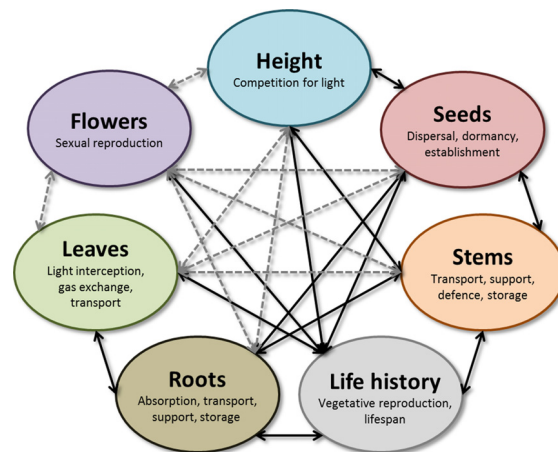 Height
Competition for light
Flowers
Sexual reproduction
Seeds
Dispersal, dormancy,
establishment
Leaves
Light interception,
gas exchange,
transport
Stems
Transport, support,
defence, storage
Roots
Absorption, transport,
support, storage
Life history
Vegetative reproduction,
lifespan